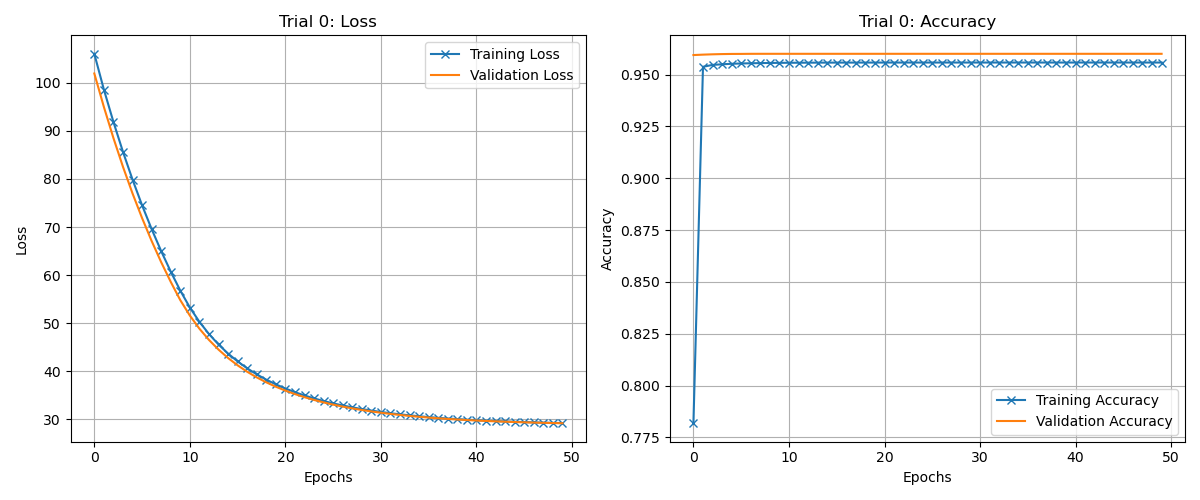 Trial 0: Loss
Loss
100
90
80
70
60
50
40
30
0 10 20 30 40 50
Epochs
Training Loss
Validation Loss
Trial 0: Accuracy
Accuracy
0.950
0.925
0.900
0.875
0.850
0.825
0.800
0.775
0 10 20 30 40 50
Epochs
Training Accuracy
Validation Accuracy